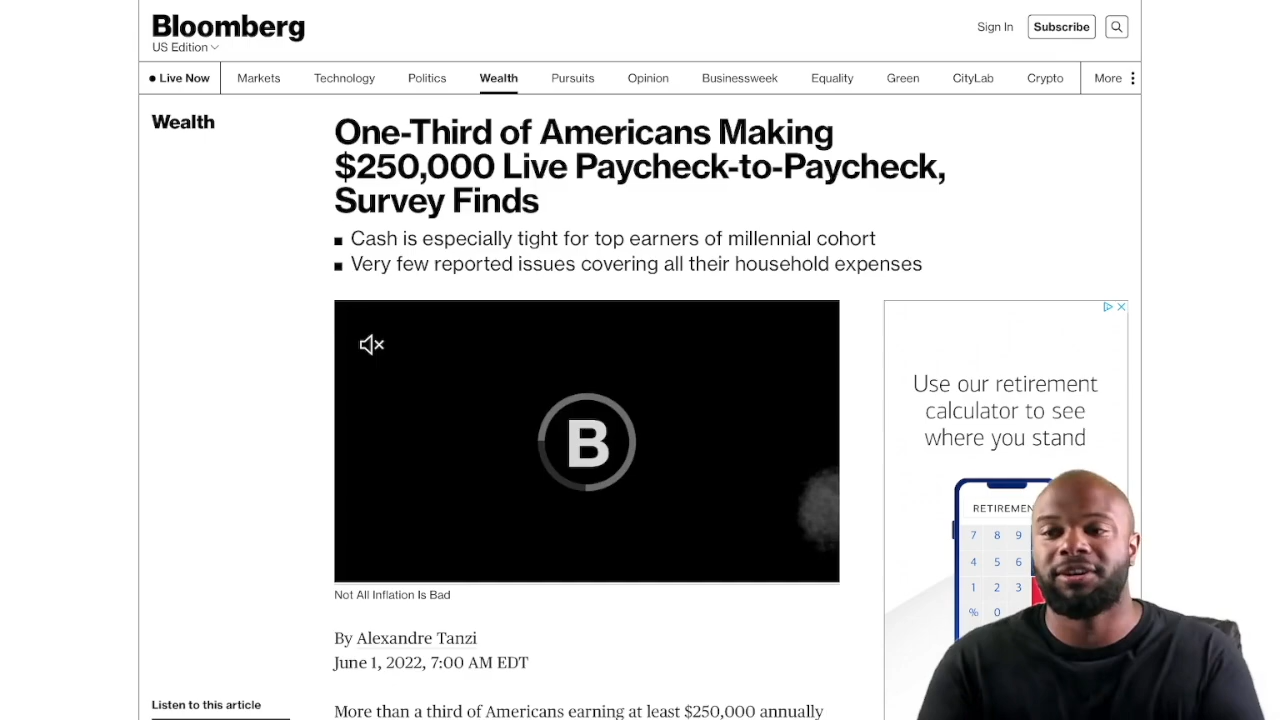 Bloomberg
US Edition
Sign In
Subscribe
Live Now
Markets
Technology
Politics
Wealth
Pursuits
Opinion
Businessweek
Equality
Green
CityLab
Crypto
More
Wealth
One-Third of Americans Making
$250,000 Live Paycheck-to-Paycheck,
Survey Finds
Cash is especially tight for top earners of millennial cohort
Very few reported issues covering all their household expenses
B
Not All Inflation Is Bad
By Alexandre Tanzi
June 1, 2022, 7:00 AM EDT
Listen to this article
More than a third of Americans earning at least $250,000 annually
Use our retirement
calculator to see
where you stand
RETIREMEN
7 8 9
4 5 6
1 2 3
% 0